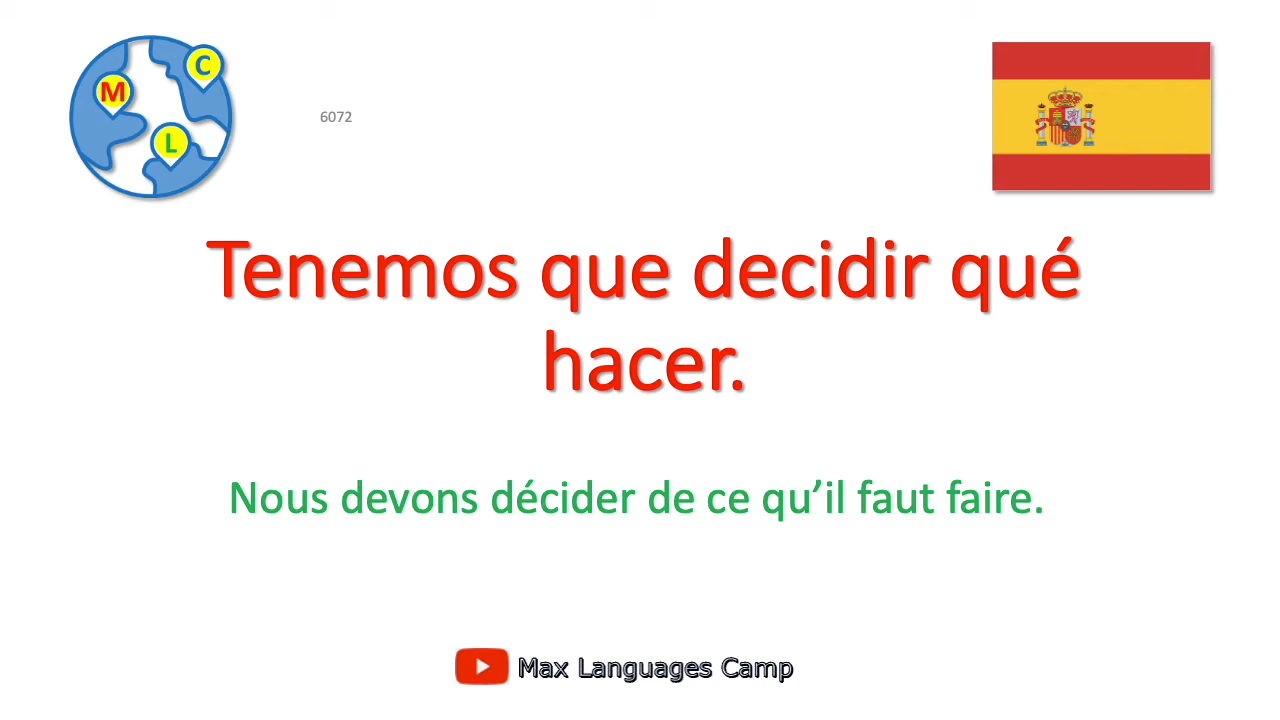 C
M
L
6072
Tenemos que decidir qué
hacer.
Nous devons décider de ce qu’il faut faire.
Max Languages Camp